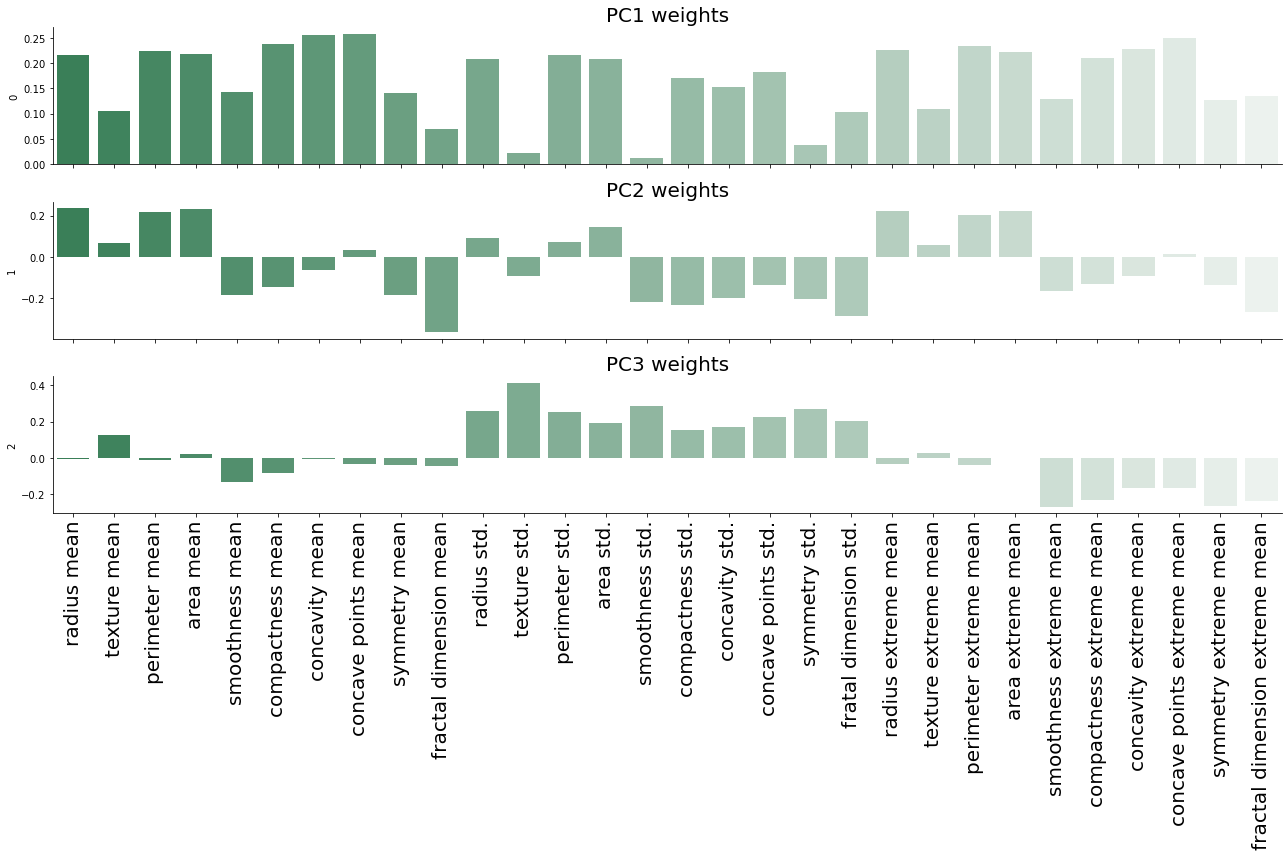 PC1 weights
0.25
0.20
0.15
0.10
0.05
0.00
0
PC2 weights
0.2
0.0
−0.2
1
PC3 weights
0.4
0.2
0.0
−0.2
2
radius mean
texture mean
perimeter mean
area mean
smoothness mean
compactness mean
concavity mean
concave points mean
symmetry mean
fractal dimension mean
radius std.
texture std.
perimeter std.
area std.
smoothness std.
compactness std.
concavity std.
concave points std.
symmetry std.
fratal dimension std.
radius extreme mean
texture extreme mean
perimeter extreme mean
area extreme mean
smoothness extreme mean
compactness extreme mean
concavity extreme mean
concave points extreme mean
symmetry extreme mean
fractal dimension extreme mean